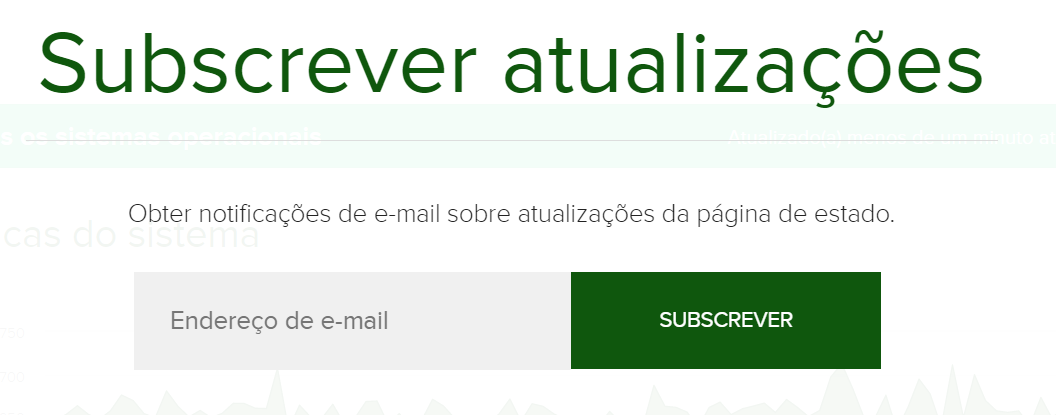 Subscrever atualizações
s os sistemas operacionais
Atualizado(a) menos de um minuto at
Obter notificações de e-mail sobre atualizações da página de estado.
cas do sistema
Endereço de e-mail
SUBSCREVER
750
700